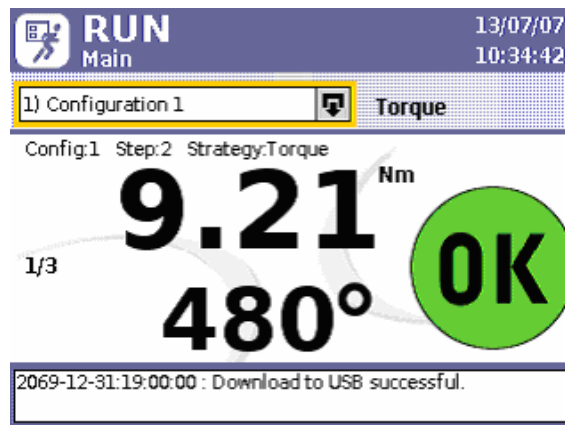 RUN
Main
13/07/07
10:34:42
1) Configuration 1
Torque
Config:1 Step:2 Strategy:Torque
9.21 Nm
1/3
480°
OK
2069-12-31:19:00:00 : Download to USB successful.